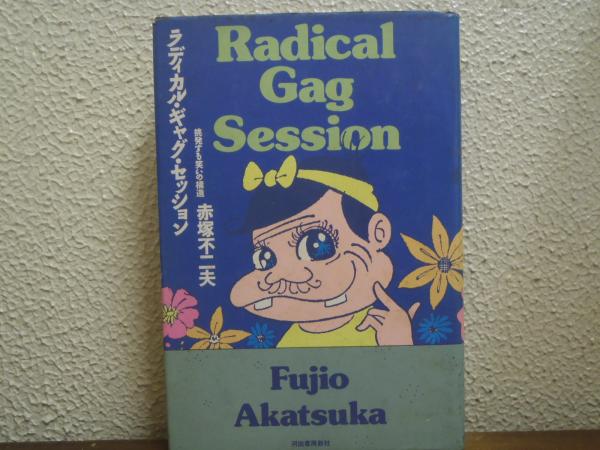 Radical
Gag
Session
ラディカル・ギャグ・セッション
挑発する笑いの構造
赤塚不二夫
Fujio
Akatsuka
河出書房新社